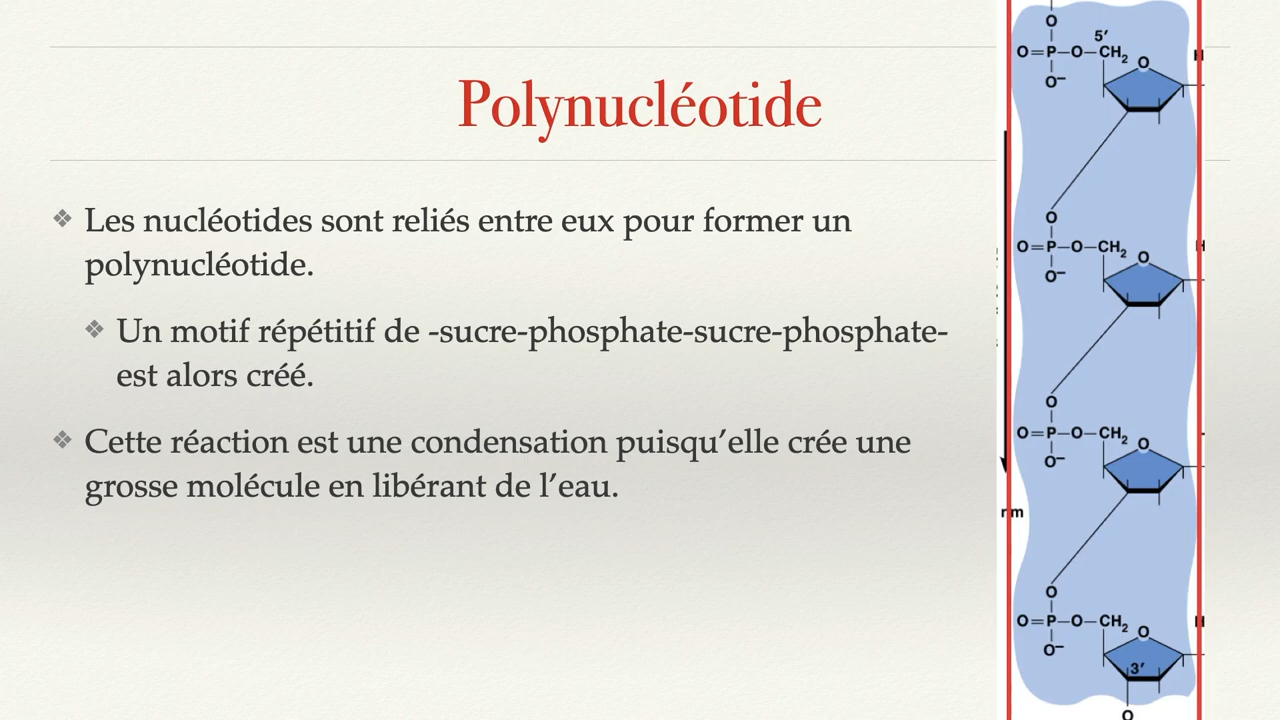 Polynucléotide
❖ Les nucléotides sont reliés entre eux pour former un
polynucléotide.
❖ Un motif répétitif de -sucre-phosphate-sucre-phosphate-
est alors créé.
❖ Cette réaction est une condensation puisqu’elle crée une
grosse molécule en libérant de l’eau.
O
5′
O=P–O–CH2
O
H
O–
O
O=P–O–CH2
O
H
O–
O
O=P–O–CH2
O
O–
nm
O
O=P–O–CH2
O
H
O–
3′
O